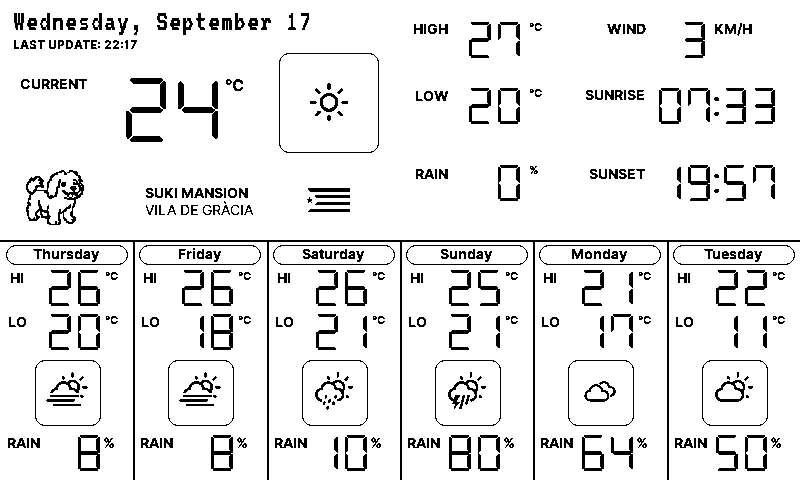 Wednesday, September 17
LAST UPDATE: 22:17
CURRENT 24 °C
HIGH 27 °C
WIND 3 KM/H
LOW 20 °C
SUNRISE 07:33
RAIN 0 %
SUNSET 19:57
SUKI MANSION
VILA DE GRÀCIA
Thursday
HI 26 °C
LO 20 °C
RAIN 8 %
Friday
HI 26 °C
LO 18 °C
RAIN 8 %
Saturday
HI 26 °C
LO 21 °C
RAIN 10 %
Sunday
HI 25 °C
LO 21 °C
RAIN 80 %
Monday
HI 21 °C
LO 17 °C
RAIN 64 %
Tuesday
HI 22 °C
LO 11 °C
RAIN 50 %